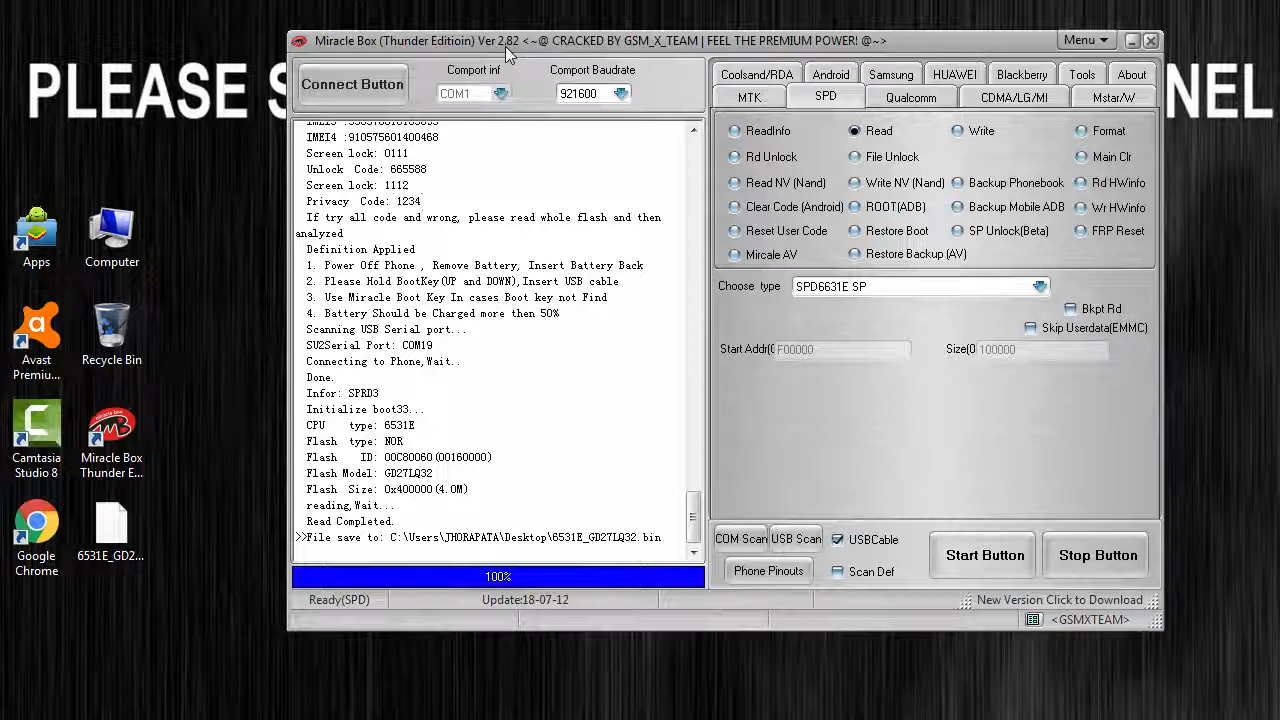 PLEASE S
NEL
Miracle Box (Thunder Editioin) Ver 2.82 <~@ CRACKED BY GSM_X_TEAM | FEEL THE PREMIUM POWER! @~>
Menu
Connect Button
Comport inf
Comport Baudrate
COM1
921600
Coolsand/RDA
Android
Samsung
HUAWEI
Blackberry
Tools
About
MTK
SPD
Qualcomm
CDMA/LG/MI
Mstar/W
IMEI4 :910575601400468
Screen lock: 0111
Unlock Code: 665588
Screen lock: 1112
Privacy Code: 1234
If try all code and wrong, please read whole flash and then
analyzed
Definition Applied
1. Power Off Phone , Remove Battery, Insert Battery Back
2. Please Hold BootKey(UP and DOWN),Insert USB cable
3. Use Miracle Boot Key In cases Boot key not Find
4. Battery Should be Charged more then 50%
Scanning USB Serial port...
SU2Serial Port: COM19
Connecting to Phone,Wait..
Done.
Infor: SPRD3
Initialize boot33...
CPU type: 6531E
Flash type: NOR
Flash ID: 00C80060(00160000)
Flash Model: GD27LQ32
Flash Size: 0x400000(4.0M)
reading,Wait...
Read Completed.
>>File save to: C:\Users\JHORAPATA\Desktop\6531E_GD27LQ32.bin
100%
Ready(SPD)
Update:18-07-12
ReadInfo
Read
Write
Format
Rd Unlock
File Unlock
Main Clr
Read NV (Nand)
Write NV (Nand)
Backup Phonebook
Rd HWinfo
Clear Code(Android)
ROOT(ADB)
Backup Mobile ADB
Wr HWinfo
Reset User Code
Restore Boot
SP Unlock(Beta)
FRP Reset
Mircale AV
Restore Backup (AV)
Choose type
SPD6631E SP
Bkpt Rd
Skip Userdata(EMMC)
Start Addr(
F00000
Size(0
100000
COM Scan
USB Scan
USBCable
Phone Pinouts
Scan Def
Start Button
Stop Button
New Version Click to Download
<GSMXTEAM>
Apps
Computer
Avast
Premiu...
Recycle Bin
Camtasia
Studio 8
Miracle Box
Thunder E...
Google
Chrome
6531E_GD2...